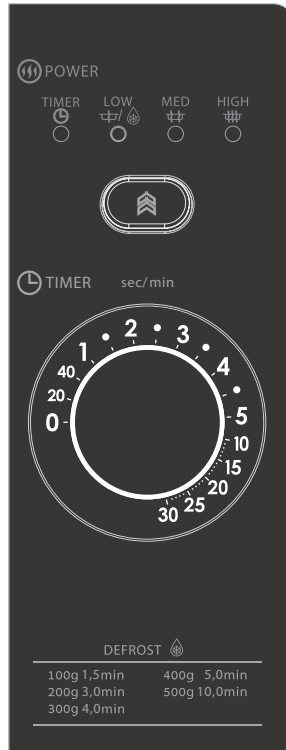 POWER
TIMER LOW MED HIGH
/
TIMER sec/min
0 20 40 1 • 2 • 3 • 4 • 5 10 15 20 25 30
DEFROST
100g 1,5min 400g 5,0min
200g 3,0min 500g 10,0min
300g 4,0min